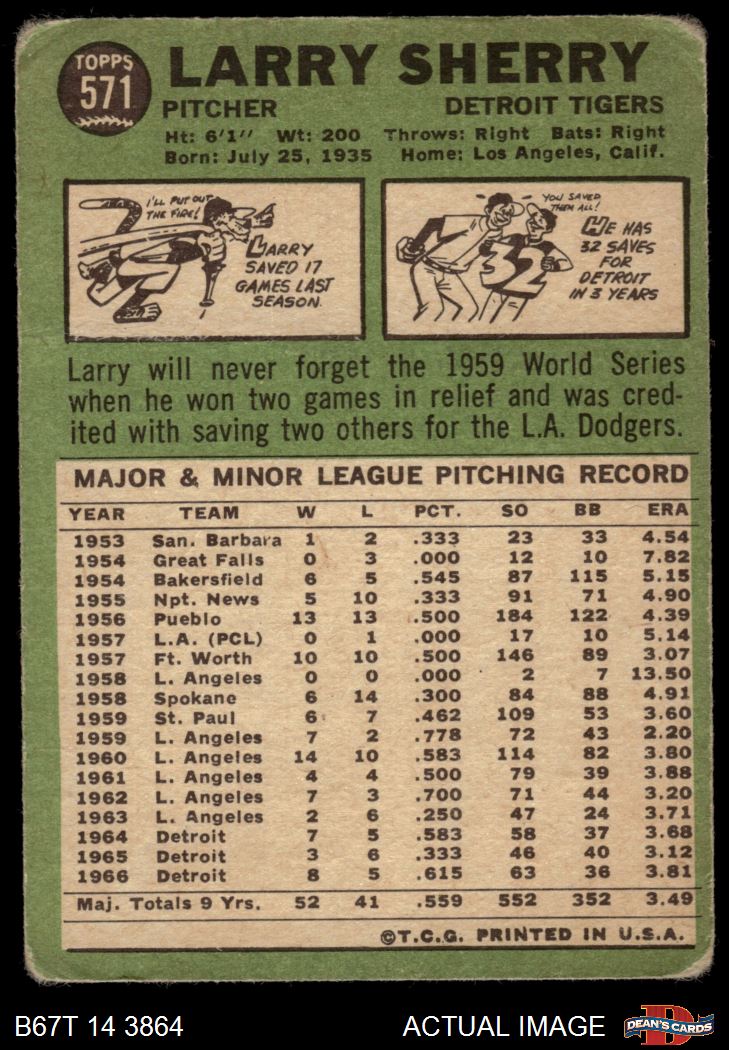 TOPPS
571
LARRY SHERRY
PITCHER DETROIT TIGERS
Ht: 6'1" Wt: 200 Throws: Right Bats: Right
Born: July 25, 1935 Home: Los Angeles, Calif.
I'LL PUT OUT
THE FIRE!
LARRY
SAVED 17
GAMES LAST
SEASON.
YOU SAVED
THEM ALL!
32
HE HAS
32 SAVES
FOR
DETROIT
IN 3 YEARS
Larry will never forget the 1959 World Series
when he won two games in relief and was cred-
ited with saving two others for the L.A. Dodgers.
MAJOR & MINOR LEAGUE PITCHING RECORD
YEAR TEAM W L PCT. SO BB ERA
1953 San. Barbara 1 2 .333 23 33 4.54
1954 Great Falls 0 3 .000 12 10 7.82
1954 Bakersfield 6 5 .545 87 115 5.15
1955 Npt. News 5 10 .333 91 71 4.90
1956 Pueblo 13 13 .500 184 122 4.39
1957 L.A. (PCL) 0 1 .000 17 10 5.14
1957 Ft. Worth 10 10 .500 146 89 3.07
1958 L. Angeles 0 0 .000 2 7 13.50
1958 Spokane 6 14 .300 84 88 4.91
1959 St. Paul 6 7 .462 109 53 3.60
1959 L. Angeles 7 2 .778 72 43 2.20
1960 L. Angeles 14 10 .583 114 82 3.80
1961 L. Angeles 4 4 .500 79 39 3.88
1962 L. Angeles 7 3 .700 71 44 3.20
1963 L. Angeles 2 6 .250 47 24 3.71
1964 Detroit 7 5 .583 58 37 3.68
1965 Detroit 3 6 .333 46 40 3.12
1966 Detroit 8 5 .615 63 36 3.81
Maj. Totals 9 Yrs. 52 41 .559 552 352 3.49
©T.C.G. PRINTED IN U.S.A.
B67T 14 3864 ACTUAL IMAGE
DEAN'S CARDS